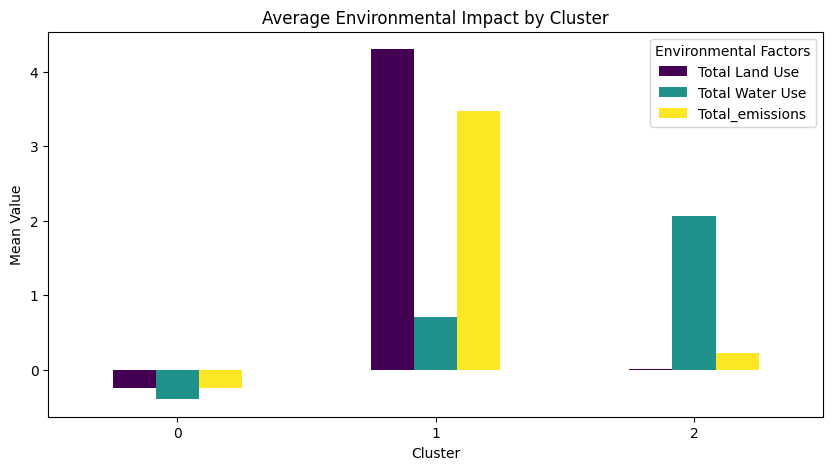 Average Environmental Impact by Cluster
Environmental Factors
Total Land Use
Total Water Use
Total_emissions
Mean Value
4
3
2
1
0
0
1
2
Cluster